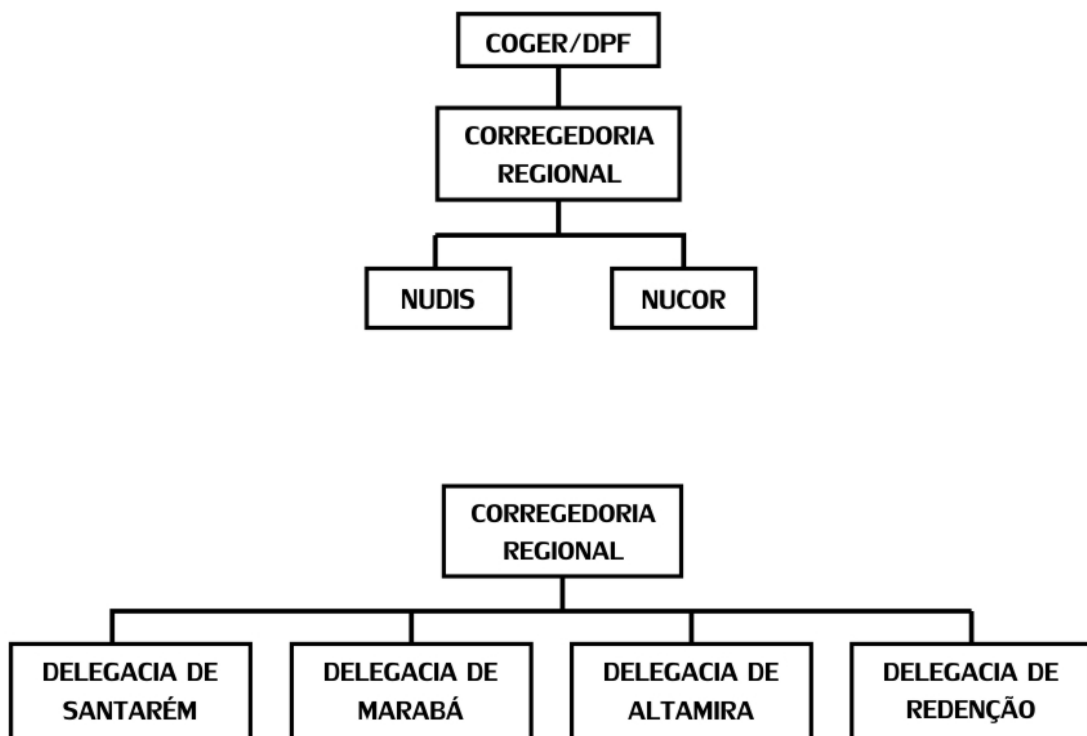 COGER/DPF
CORREGEDORIA
REGIONAL
NUDIS
NUCOR
CORREGEDORIA
REGIONAL
DELEGACIA DE
SANTARÉM
DELEGACIA DE
MARABÁ
DELEGACIA DE
ALTAMIRA
DELEGACIA DE
REDENÇÃO